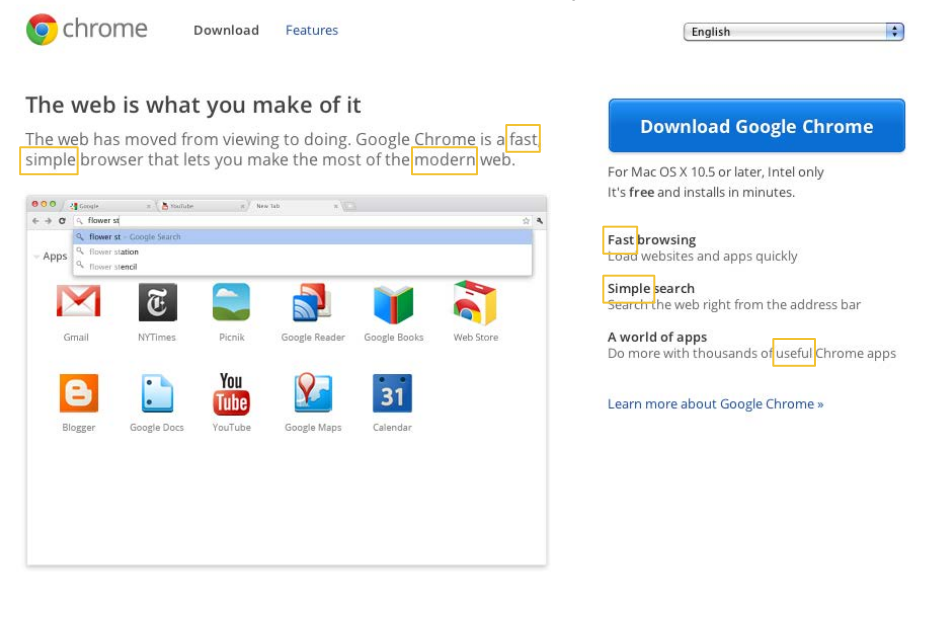 chrome Download Features English
The web is what you make of it
The web has moved from viewing to doing. Google Chrome is a fast,
simple browser that lets you make the most of the modern web.
Google YouTube New Tab
flower st
flower st - Google Search
flower station
flower stencil
Apps
Gmail NYTimes Picnik Google Reader Google Books Web Store
You
Tube
31
Blogger Google Docs YouTube Google Maps Calendar
Download Google Chrome
For Mac OS X 10.5 or later, Intel only
It's free and installs in minutes.
Fast browsing
Load websites and apps quickly
Simple search
Search the web right from the address bar
A world of apps
Do more with thousands of useful Chrome apps
Learn more about Google Chrome »